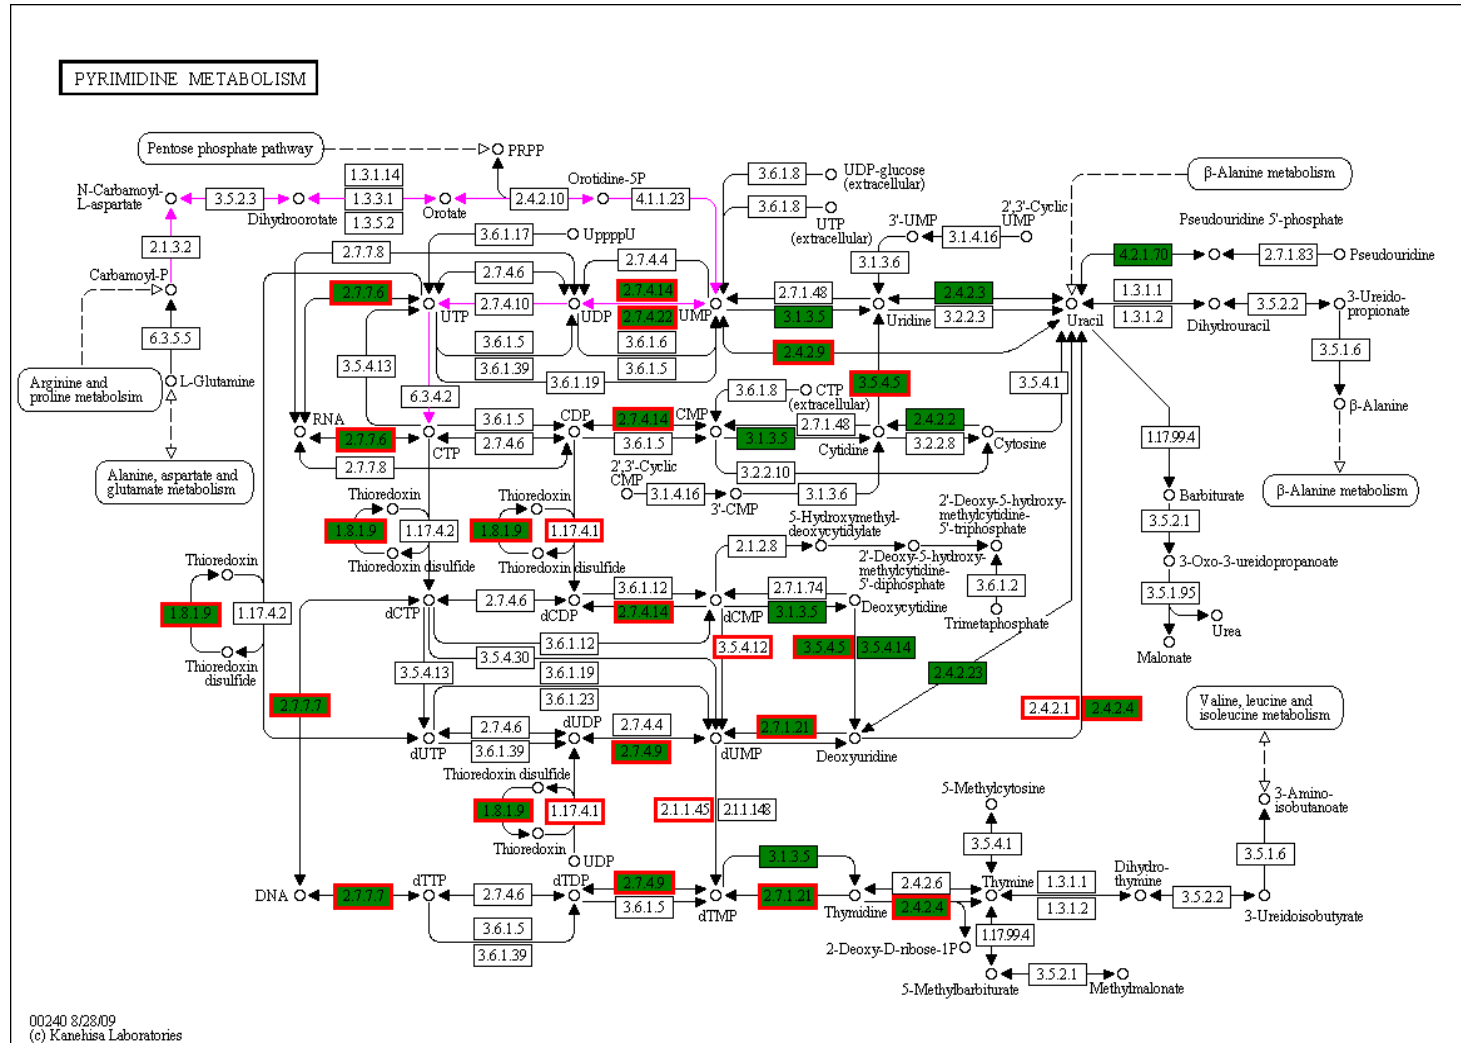 PYRIMIDINE METABOLISM
Pentose phosphate pathway
PRPP
N-Carbamoyl-
L-aspartate
3.5.2.3
Dihydroorotate
1.3.1.14
1.3.3.1
1.3.5.2
Orotate
2.4.2.10
Orotidine-5P
4.1.1.23
3.6.1.8
UDP-glucose
(extracellular)
3.6.1.8
UTP
(extracellular)
3'-UMP
3.1.4.16
2',3'-Cyclic
UMP
3.1.3.6
β-Alanine metabolism
Pseudouridine 5'-phosphate
4.2.1.70
2.7.1.83
Pseudouridine
2.1.3.2
Carbamoyl-P
6.3.5.5
L-Glutamine
Arginine and
proline metabolsim
Alanine, aspartate and
glutamate metabolism
3.6.1.17
UppppU
2.7.7.8
2.7.4.6
2.7.4.4
2.7.7.6
UTP
2.7.4.10
UDP
2.7.4.14
2.7.4.22
UMP
2.7.1.48
3.1.3.5
Uridine
2.4.2.3
3.2.2.3
Uracil
1.3.1.1
1.3.1.2
Dihydrouracil
3.5.2.2
3-Ureido-
propionate
3.6.1.5
3.6.1.39
3.6.1.19
3.6.1.6
3.6.1.5
2.4.2.9
3.5.4.13
6.3.4.2
3.5.4.5
3.5.4.1
3.5.1.6
β-Alanine
β-Alanine metabolism
3.6.1.8
CTP
(extracellular)
RNA
2.7.7.6
CTP
3.6.1.5
2.7.4.6
2.7.7.8
CDP
2.7.4.14
3.6.1.5
CMP
2.7.1.48
3.1.3.5
Cytidine
2.4.2.2
3.2.2.8
Cytosine
3.2.2.10
2',3'-Cyclic
CMP
3.1.4.16
3'-CMP
3.1.3.6
1.17.99.4
Barbiturate
3.5.2.1
3-Oxo-3-ureidopropanoate
3.5.1.95
Urea
Malonate
Thioredoxin
1.8.1.9
1.17.4.2
Thioredoxin disulfide
Thioredoxin
1.8.1.9
1.17.4.1
Thioredoxin disulfide
5-Hydroxymethyl-
deoxycytidylate
2.1.2.8
2'-Deoxy-5-hydroxy-
methylcytidine-
5'-triphosphate
2'-Deoxy-5-hydroxy-
methylcytidine-
5'-diphosphate
3.6.1.2
Trimetaphosphate
Thioredoxin
1.8.1.9
1.17.4.2
Thioredoxin
disulfide
dCTP
2.7.4.6
dCDP
3.6.1.12
2.7.4.14
dCMP
2.7.1.74
3.1.3.5
Deoxycytidine
3.6.1.12
3.5.4.30
3.6.1.19
3.6.1.23
3.5.4.13
3.5.4.12
3.5.4.5
3.5.4.14
2.4.2.23
2.4.2.1
2.4.2.4
2.7.7.7
dUTP
2.7.4.6
3.6.1.39
dUDP
2.7.4.4
2.7.4.9
dUMP
2.7.1.21
Deoxyuridine
Valine, leucine and
isoleucine metabolism
Thioredoxin disulfide
1.8.1.9
1.17.4.1
Thioredoxin
UDP
2.1.1.45
2.1.1.148
5-Methylcytosine
3.5.4.1
3-Amino-
isobutanoate
3.5.1.6
DNA
2.7.7.7
dTTP
2.7.4.6
dTDP
2.7.4.9
3.6.1.5
dTMP
3.1.3.5
2.7.1.21
Thymidine
2.4.2.6
2.4.2.4
Thymine
1.3.1.1
1.3.1.2
Dihydro-
thymine
3.5.2.2
3-Ureidoisobutyrate
3.6.1.5
3.6.1.39
2-Deoxy-D-ribose-1P
1.17.99.4
5-Methylbarbiturate
3.5.2.1
Methylmalonate
00240 8/28/09
(c) Kanehisa Laboratories